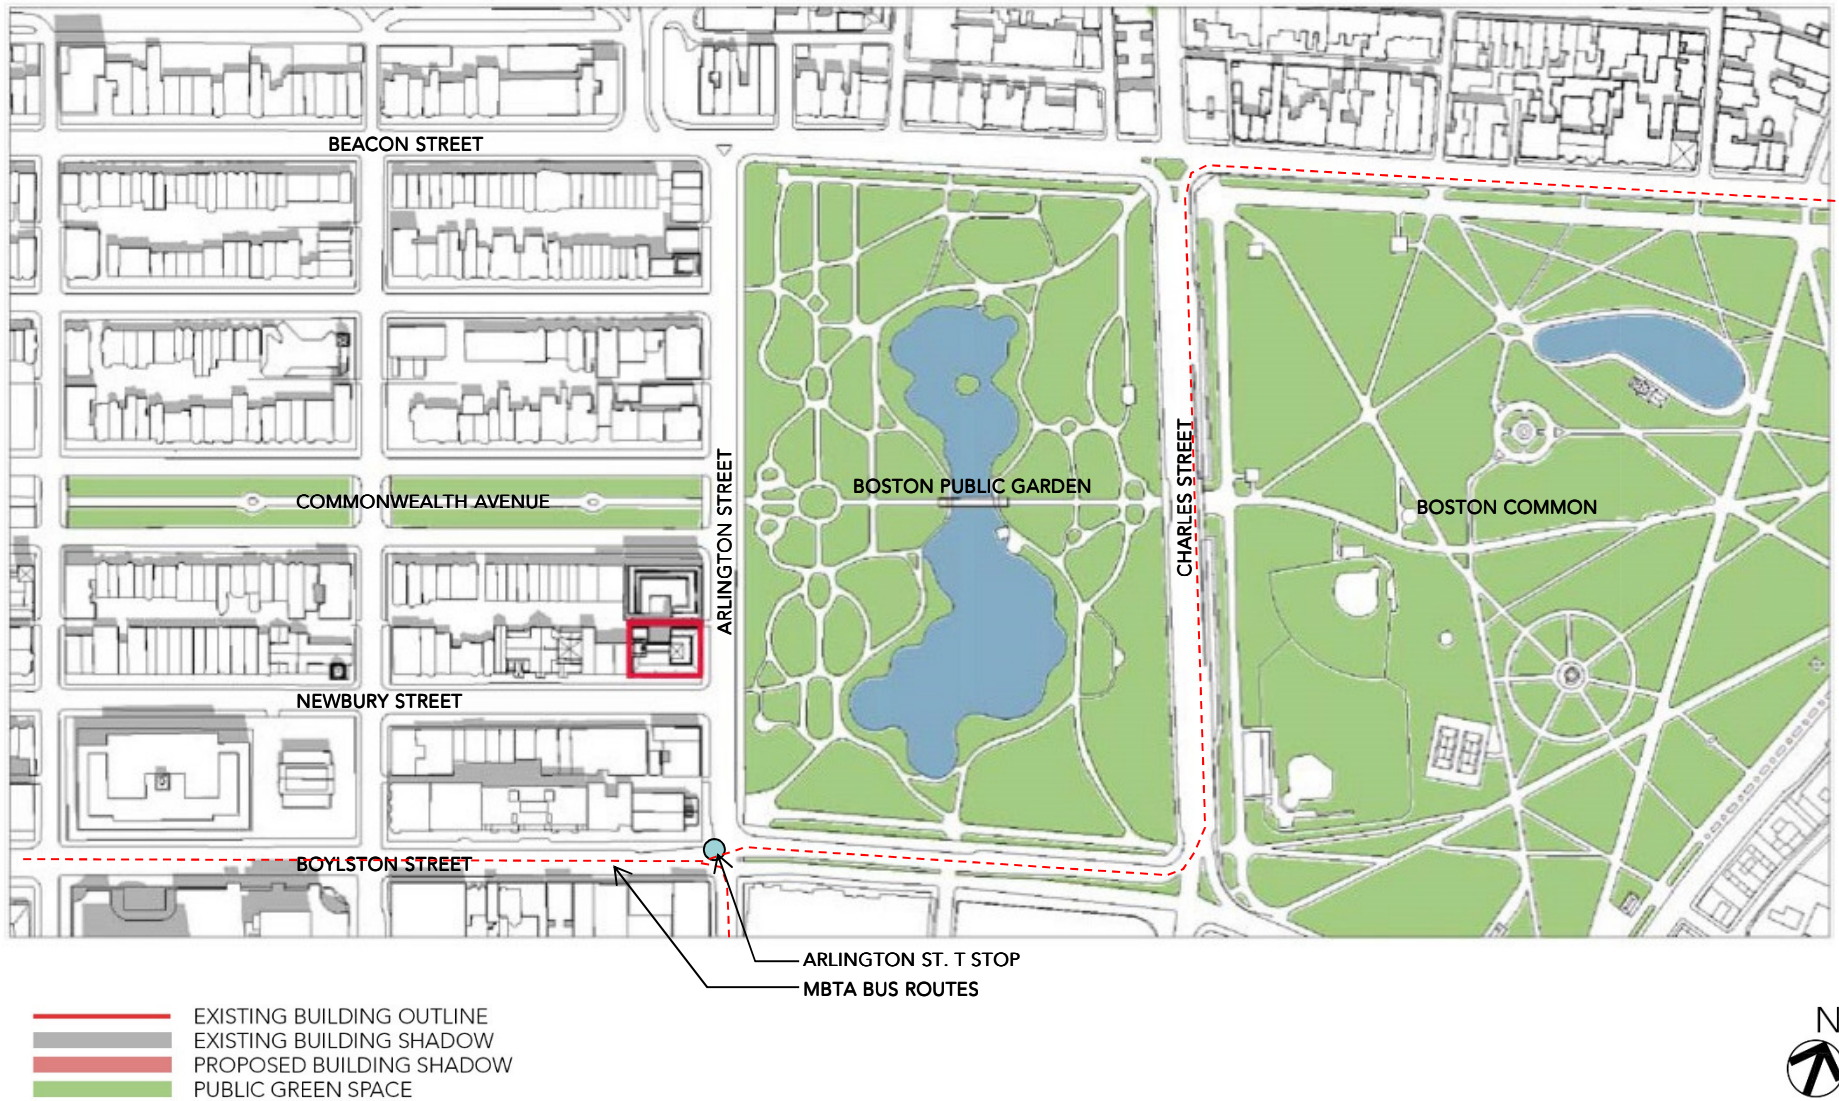 BEACON STREET
COMMONWEALTH AVENUE
ARLINGTON STREET
BOSTON PUBLIC GARDEN
CHARLES STREET
BOSTON COMMON
NEWBURY STREET
BOYLSTON STREET
ARLINGTON ST. T STOP
MBTA BUS ROUTES
EXISTING BUILDING OUTLINE
EXISTING BUILDING SHADOW
PROPOSED BUILDING SHADOW
PUBLIC GREEN SPACE
N